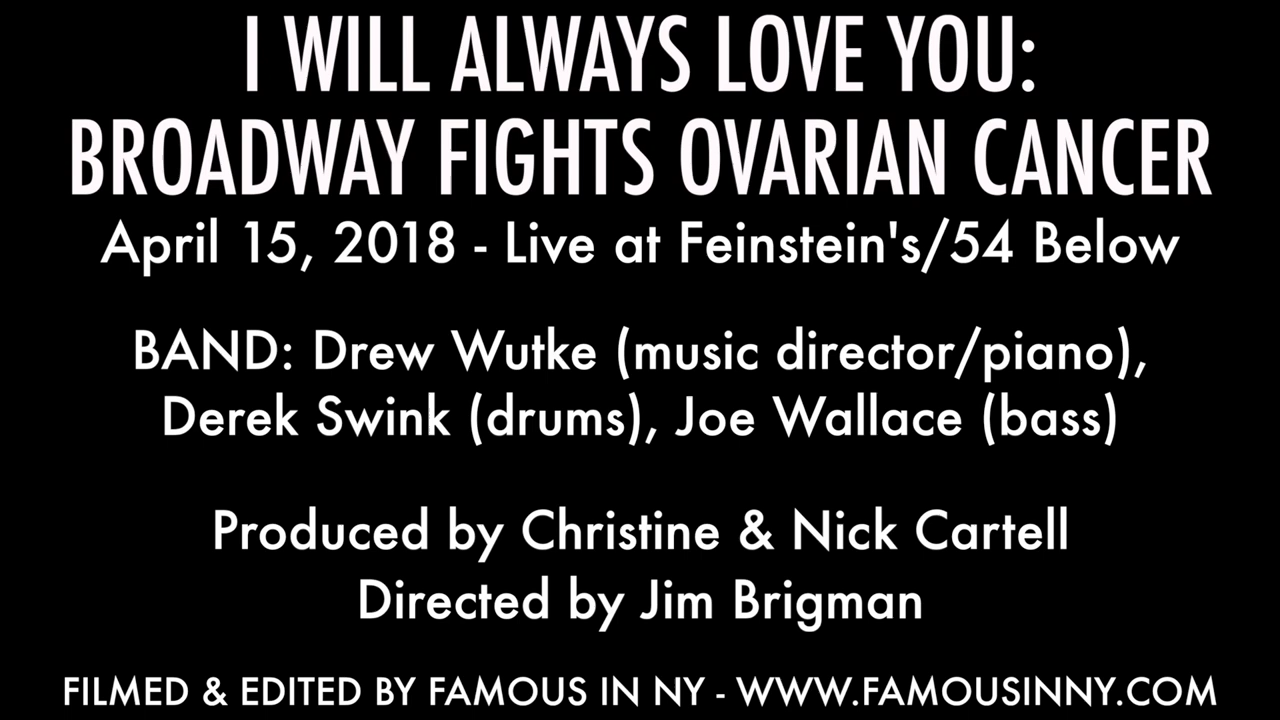 I WILL ALWAYS LOVE YOU:
BROADWAY FIGHTS OVARIAN CANCER
April 15, 2018 - Live at Feinstein's/54 Below
BAND: Drew Wutke (music director/piano),
Derek Swink (drums), Joe Wallace (bass)
Produced by Christine & Nick Cartell
Directed by Jim Brigman
FILMED & EDITED BY FAMOUS IN NY - WWW.FAMOUSINNY.COM